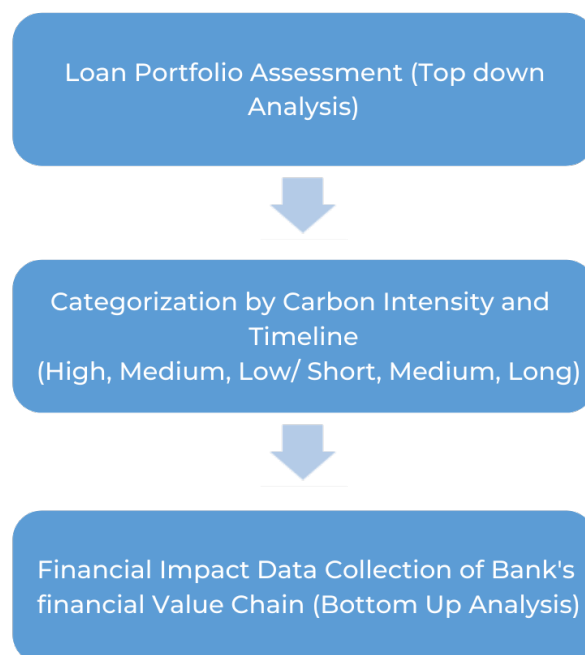 Loan Portfolio Assessment (Top down
Analysis)
Categorization by Carbon Intensity and
Timeline
(High, Medium, Low/ Short, Medium, Long)
Financial Impact Data Collection of Bank's
financial Value Chain (Bottom Up Analysis)